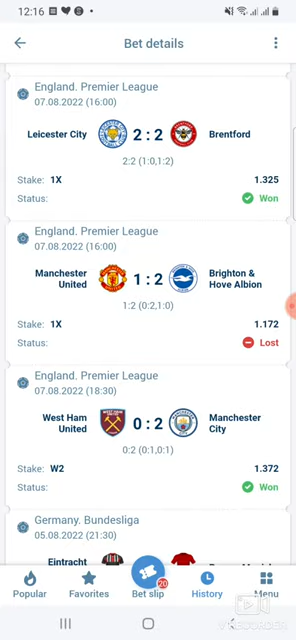 12:16
Bet details
England. Premier League
07.08.2022 (16:00)
Leicester City 2 : 2 Brentford
2:2 (1:0,1:2)
Stake: 1X 1.325
Status: Won
England. Premier League
07.08.2022 (16:00)
Manchester United 1 : 2 Brighton & Hove Albion
1:2 (0:2,1:0)
Stake: 1X 1.172
Status: Lost
England. Premier League
07.08.2022 (18:30)
West Ham United 0 : 2 Manchester City
0:2 (0:1,0:1)
Stake: W2 1.372
Status: Won
Germany. Bundesliga
05.08.2022 (21:30)
Eintracht
20
Popular Favorites Bet slip History Menu